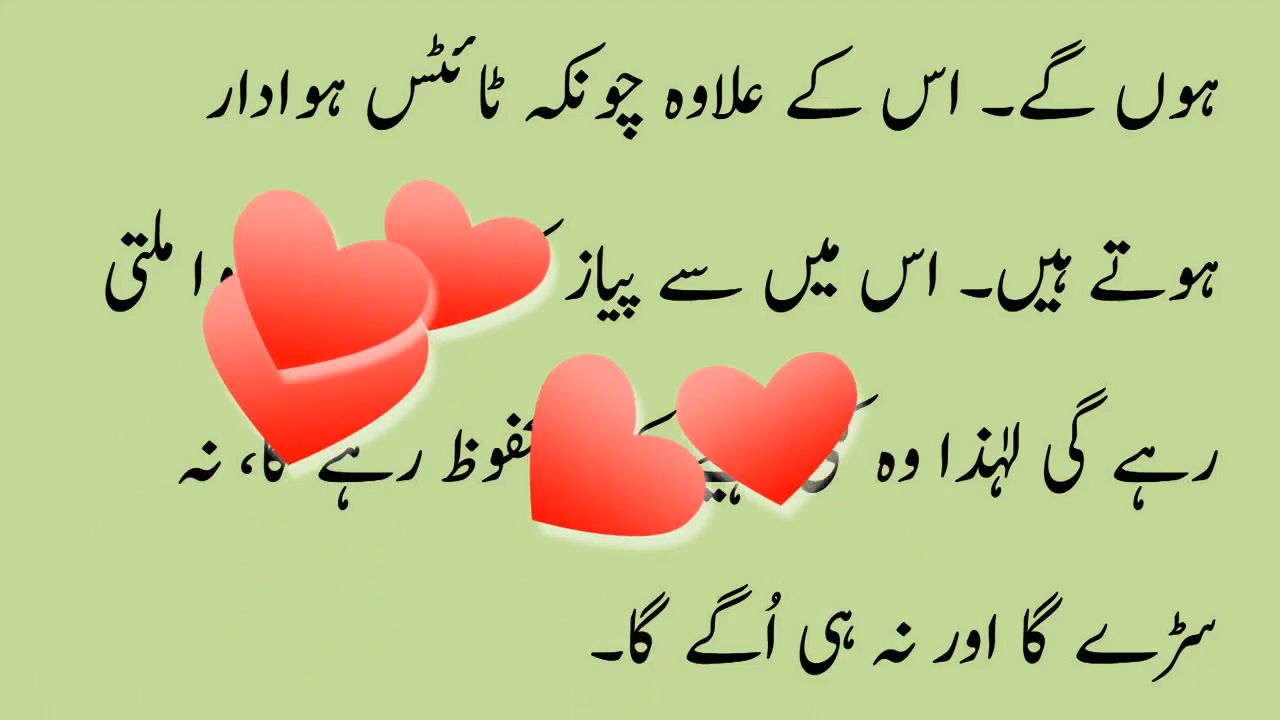 ہوں گے۔ اس کے علاوہ چونکہ ٹائٹس ہوادار
ہوتے ہیں۔ اس میں سے پیاز ملتی
رہے گی لہٰذا وہ رہے گا، نہ
سڑے گا اور نہ ہی اُگے گا۔